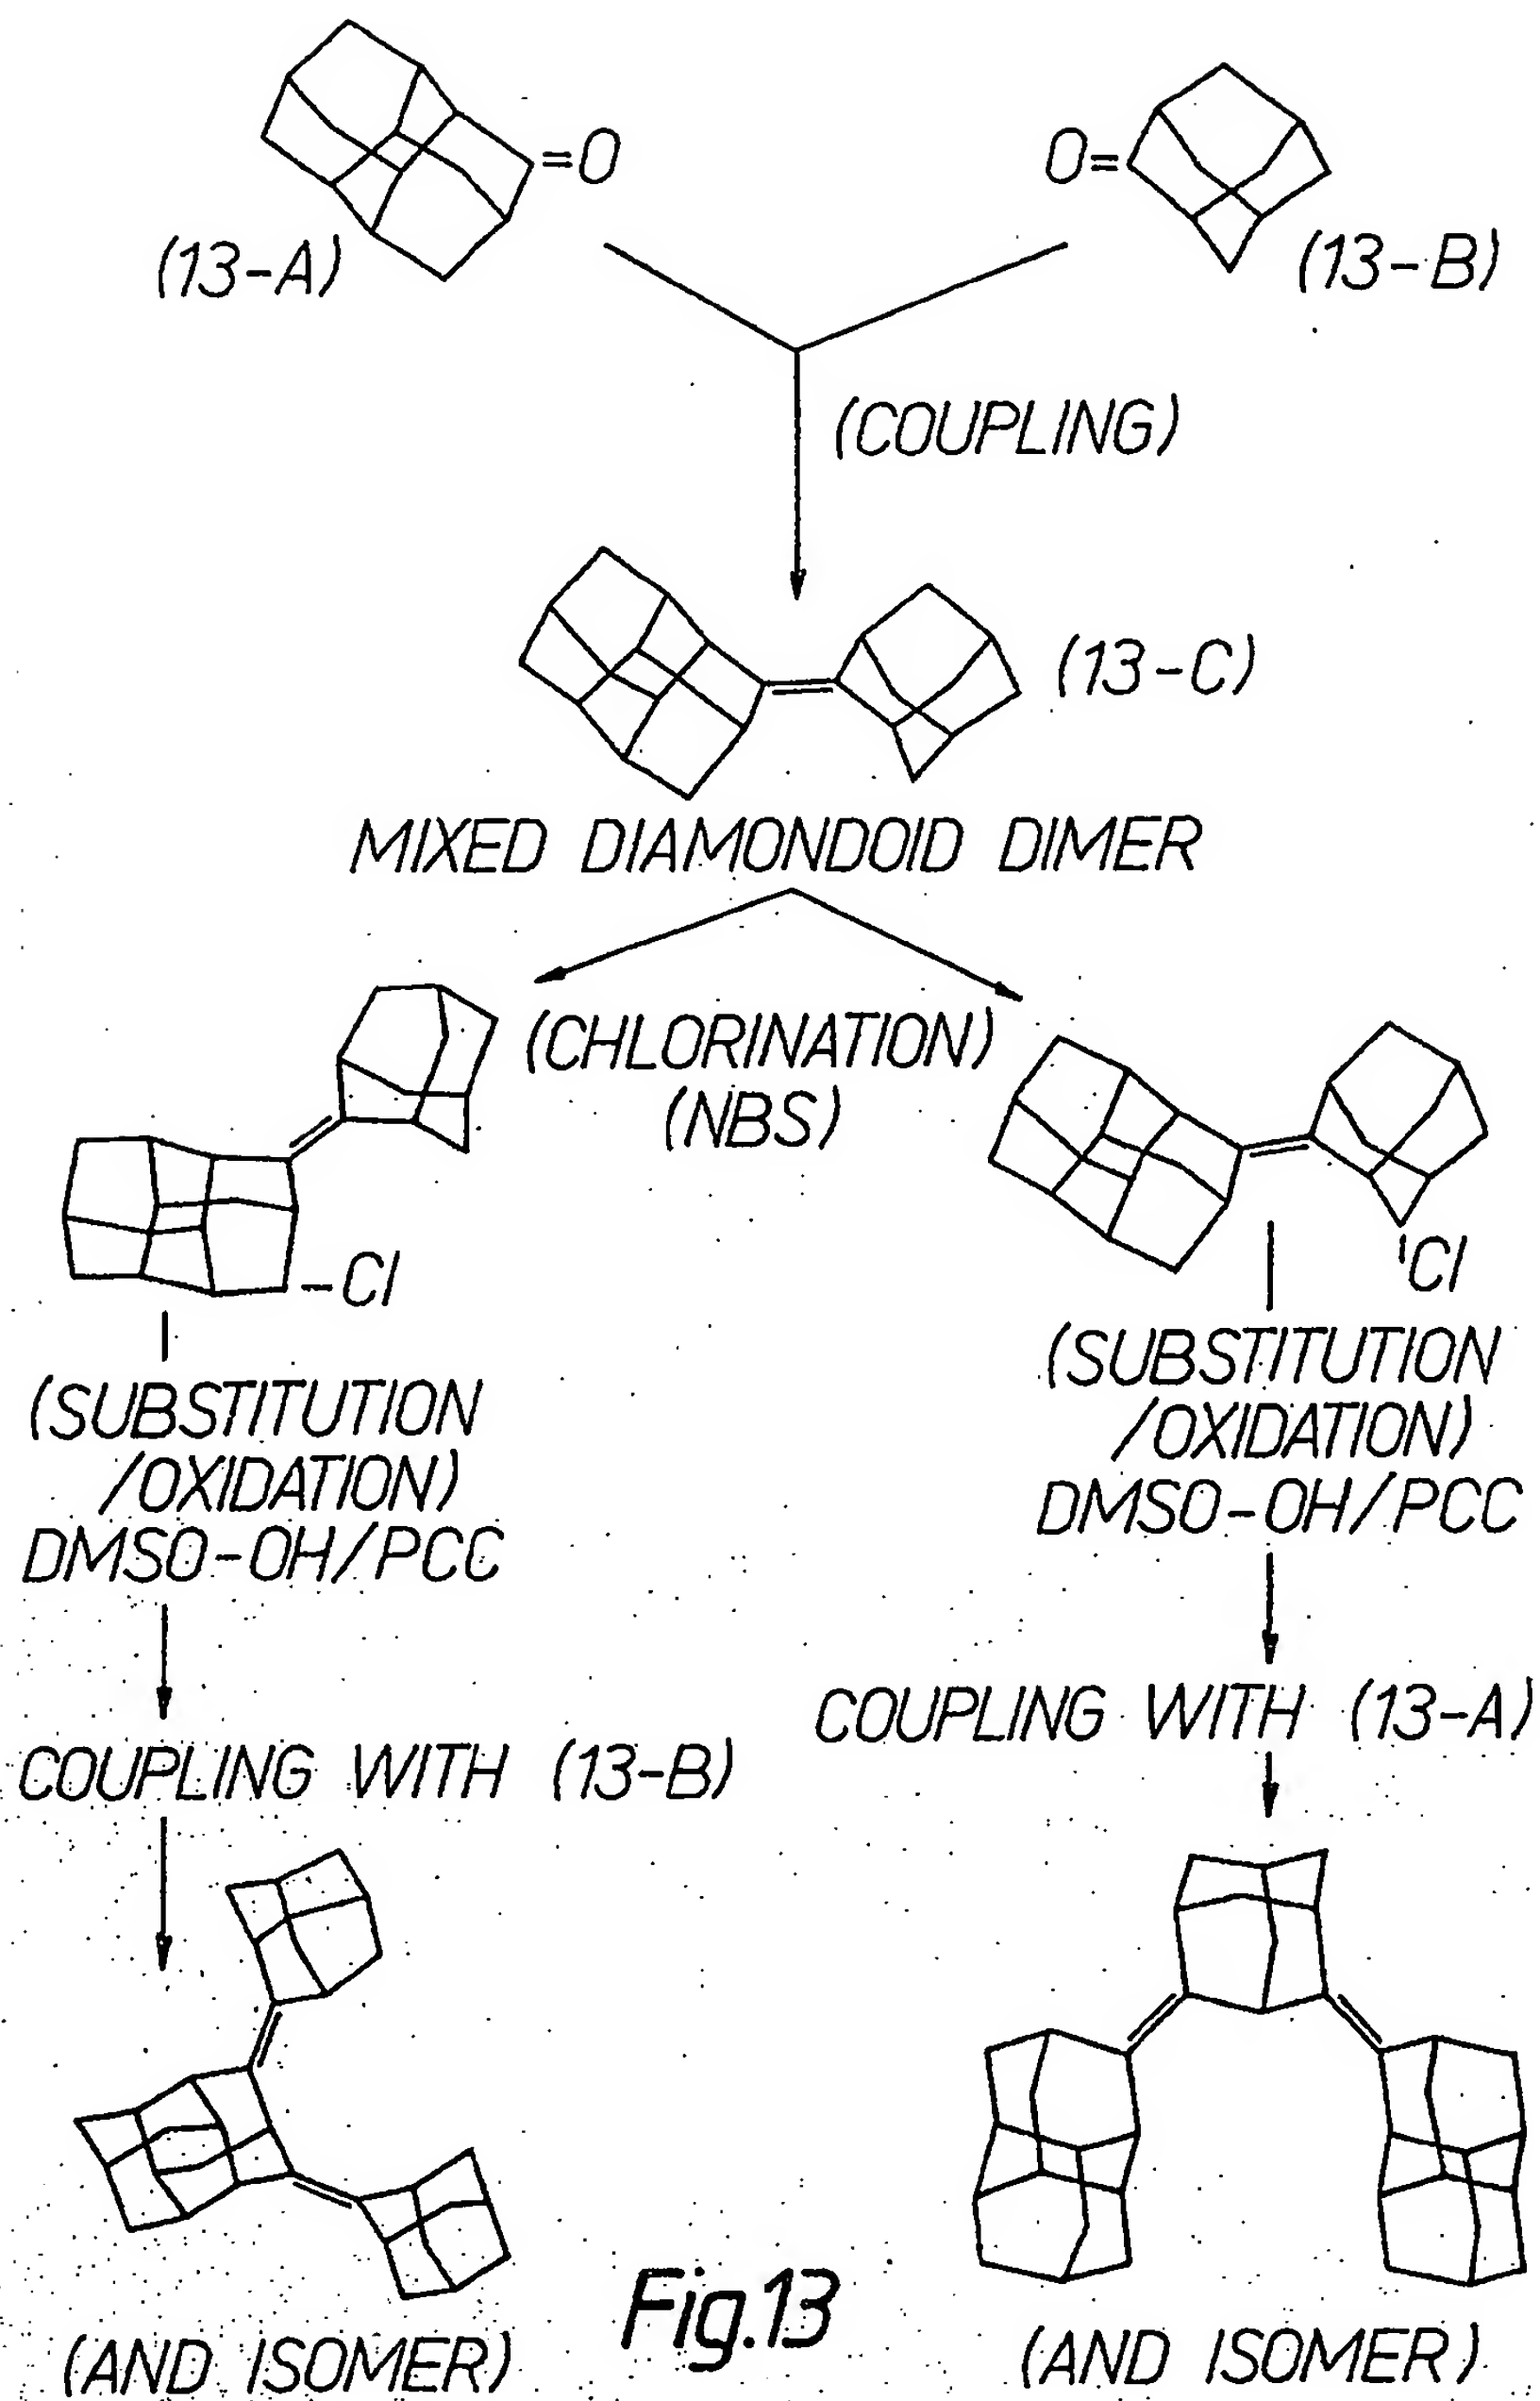 =O
O=
(13-A)
(13-B)
(COUPLING)
(13-C)
MIXED DIAMONDOID DIMER
(CHLORINATION)
(NBS)
-Cl
Cl
(SUBSTITUTION
/OXIDATION)
DMSO-OH/PCC
(SUBSTITUTION
/OXIDATION)
DMSO-OH/PCC
COUPLING WITH (13-B)
COUPLING WITH (13-A)
(AND ISOMER)
Fig.13
(AND ISOMER)